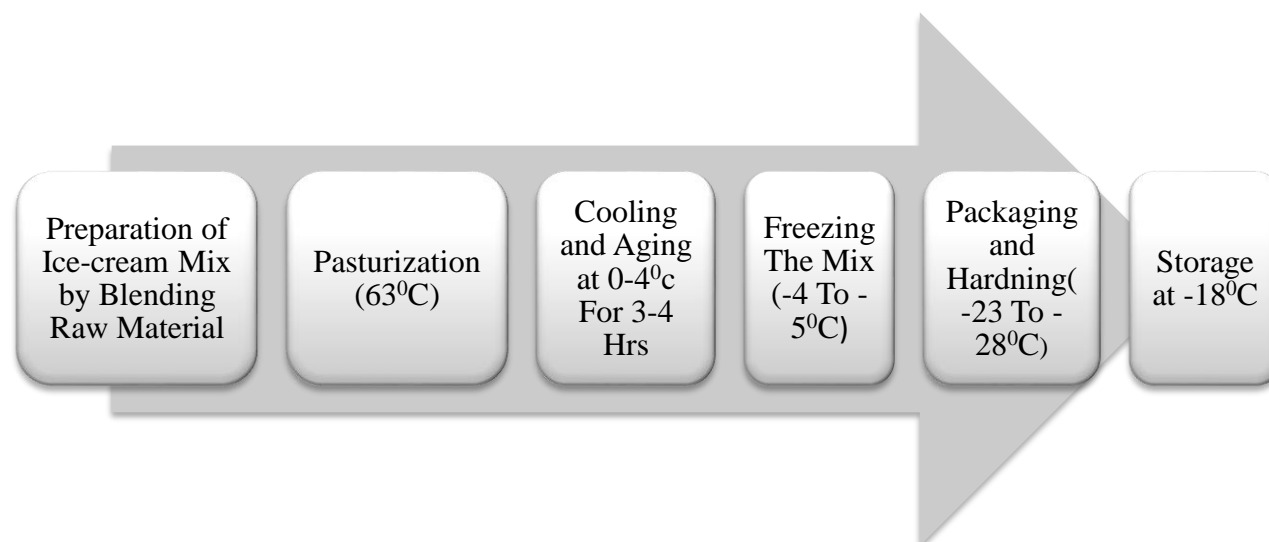 Preparation of
Ice-cream Mix
by Blending
Raw Material
Pasturization
(63⁰C)
Cooling
and Aging
at 0-4⁰c
For 3-4
Hrs
Freezing
The Mix
(-4 To -
5⁰C)
Packaging
and
Hardning(
-23 To -
28⁰C)
Storage
at -18⁰C